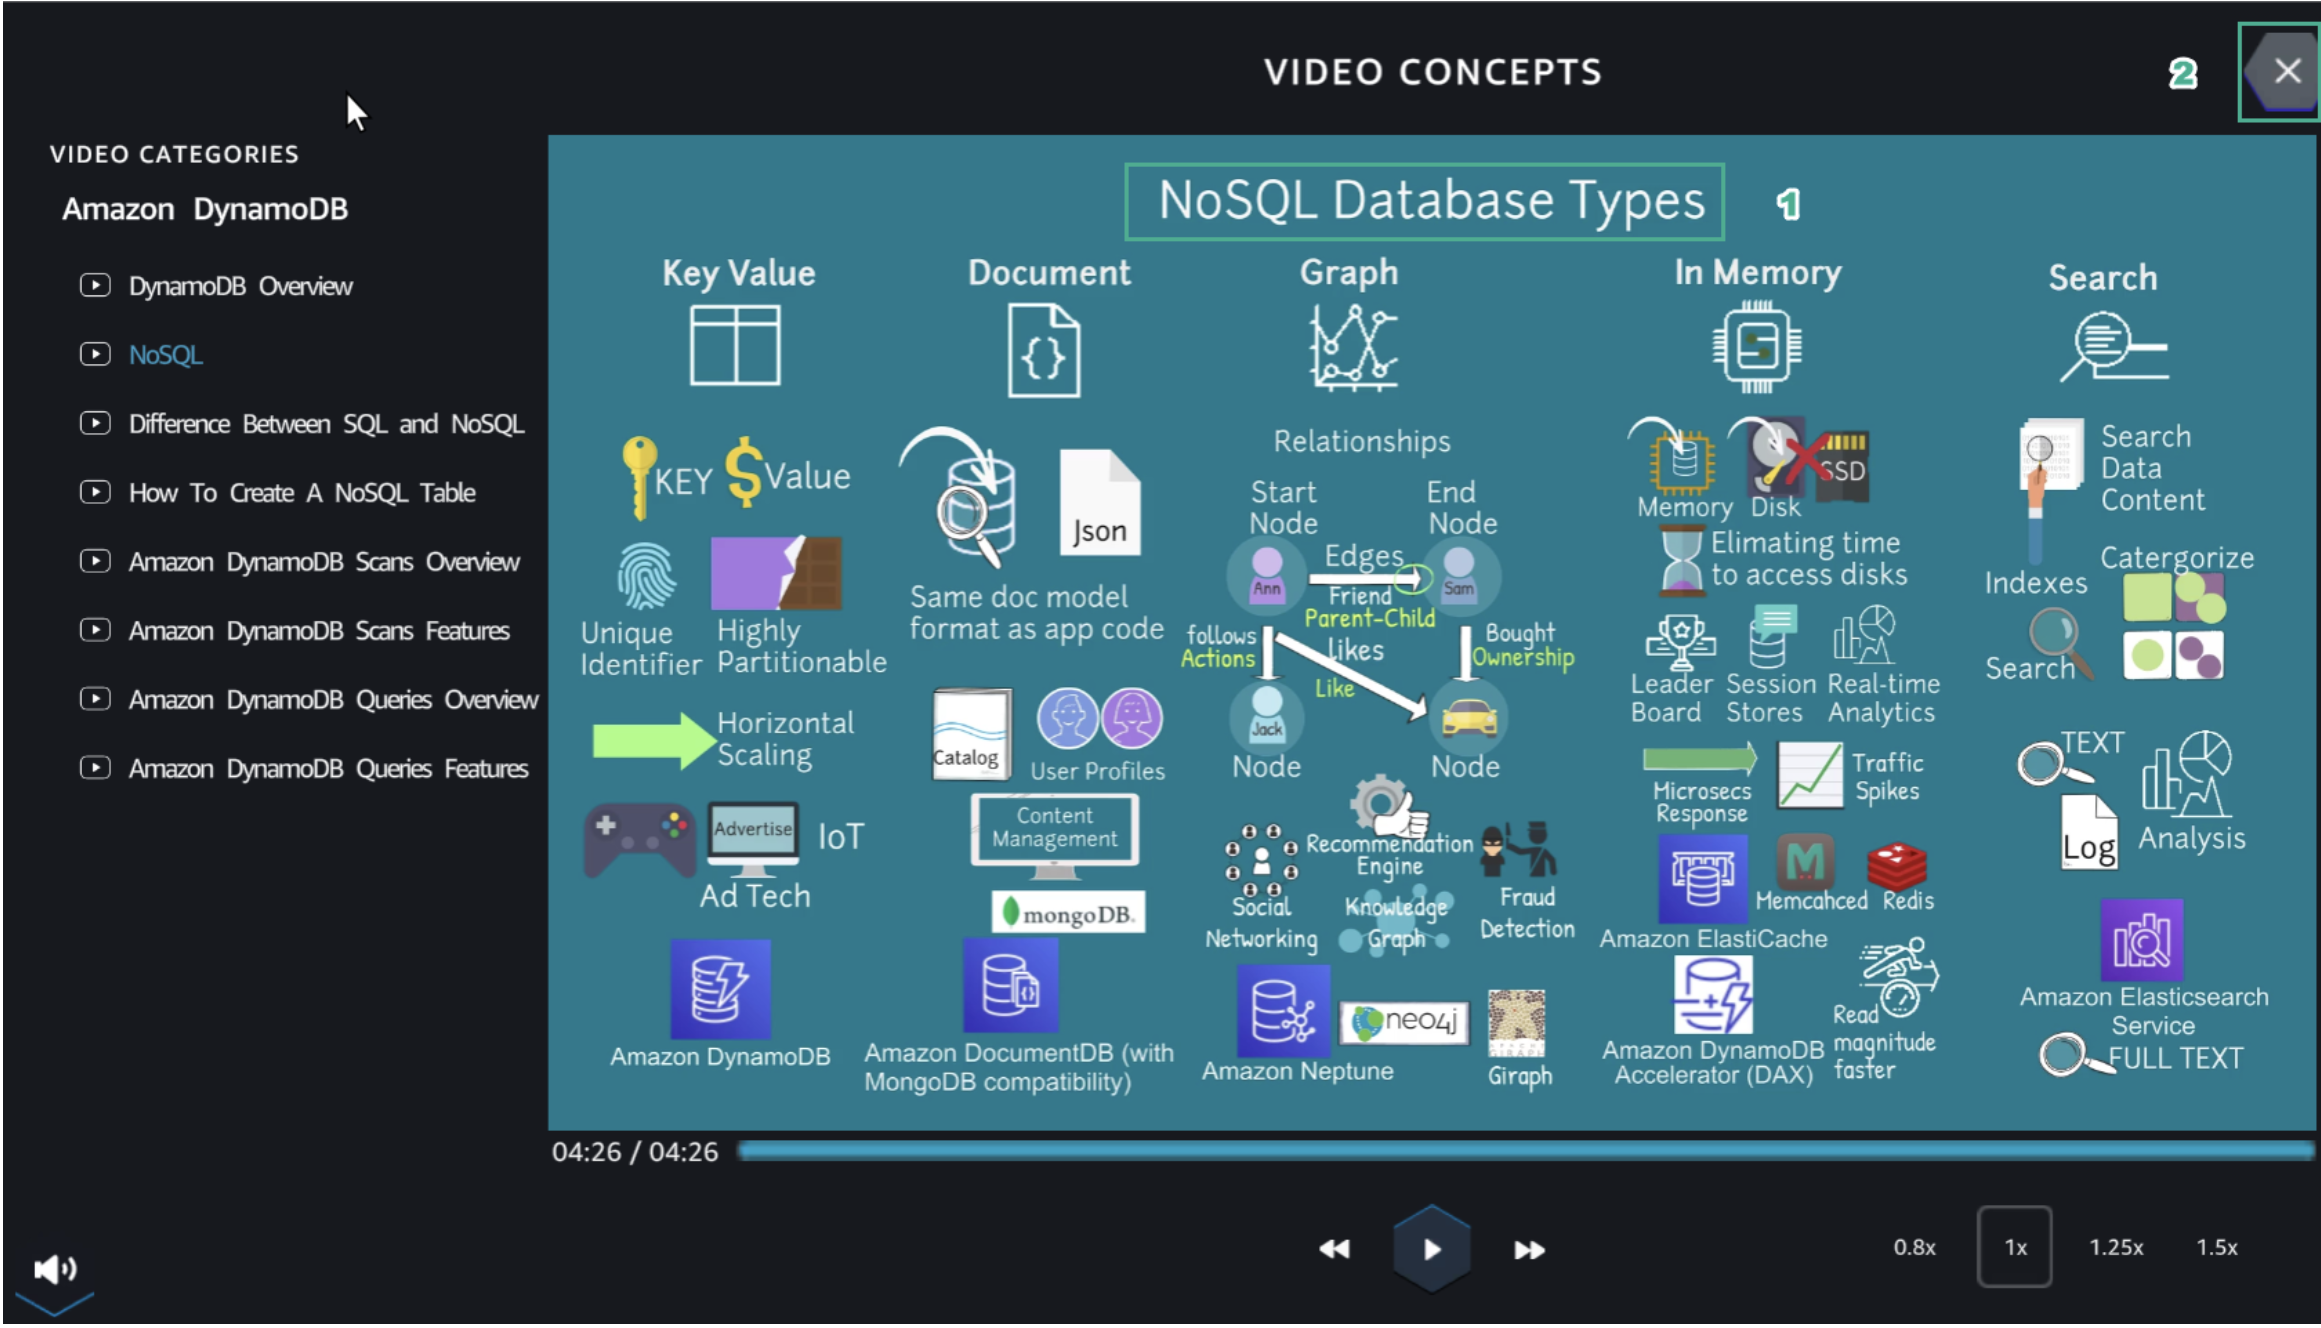 VIDEO CONCEPTS
2
VIDEO CATEGORIES
Amazon DynamoDB
DynamoDB Overview
NoSQL
Difference Between SQL and NoSQL
How To Create A NoSQL Table
Amazon DynamoDB Scans Overview
Amazon DynamoDB Scans Features
Amazon DynamoDB Queries Overview
Amazon DynamoDB Queries Features
NoSQL Database Types
1
Key Value
KEY
Value
Unique
Identifier
Highly
Partitionable
Horizontal
Scaling
Advertise
IoT
Ad Tech
Amazon DynamoDB
Document
{}
Json
Same doc model
format as app code
Catalog
User Profiles
Content
Management
mongoDB.
Amazon DocumentDB (with
MongoDB compatibility)
Graph
Relationships
Start
Node
End
Node
Edges
Ann
Sam
Friend
Parent-Child
follows
Actions
likes
Like
Bought
Ownership
Jack
Node
Node
Recommendation
Engine
Social
Networking
Knowledge
Graph
Fraud
Detection
Amazon Neptune
neo4j
Giraph
In Memory
SSD
Memory
Disk
Elimating time
to access disks
Leader
Board
Session
Stores
Real-time
Analytics
Microsecs
Response
Traffic
Spikes
M
Memcahced
Redis
Amazon ElastiCache
Amazon DynamoDB
Accelerator (DAX)
Read
magnitude
faster
Search
Search
Data
Content
Catergorize
Indexes
Search
TEXT
Log
Analysis
Amazon Elasticsearch
Service
FULL TEXT
04:26 / 04:26
0.8x
1x
1.25x
1.5x